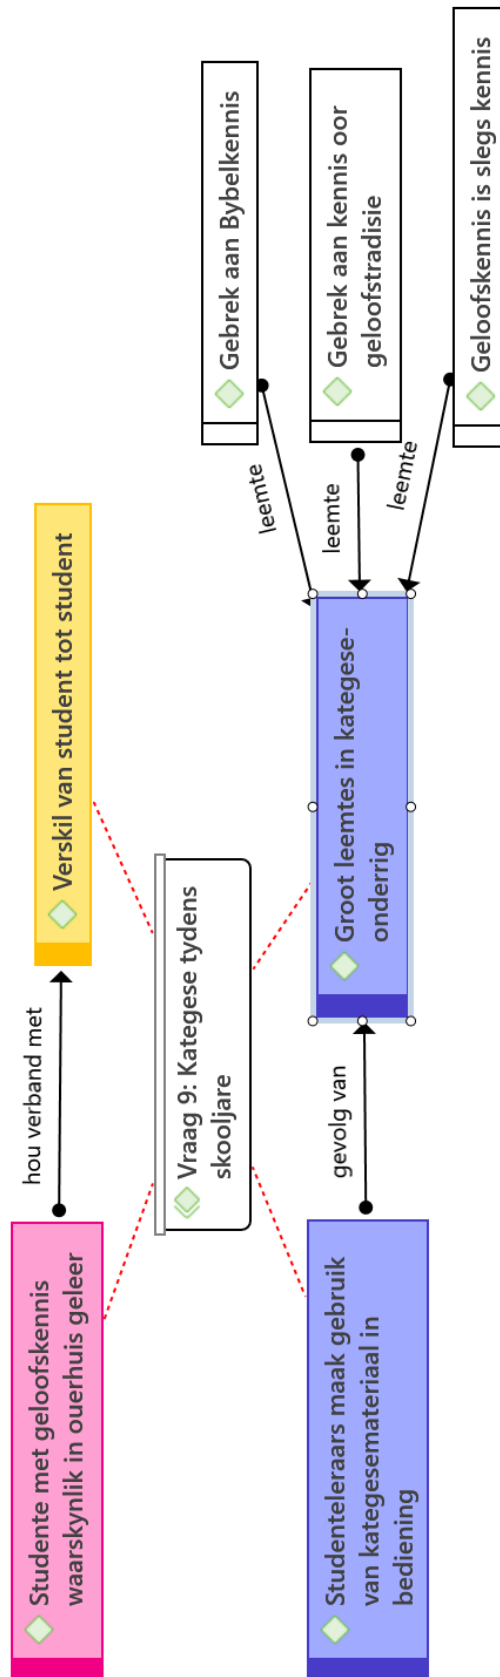 Studente met geloofskennis
waarskynlik in ouerhuis geleer
hou verband met
Verskil van student tot student
Vraag 9: Kategese tydens
skooljare
Studenteleraars maak gebruik
van kategesemateriaal in
bediening
gevolg van
Groot leemtes in kategese-
onderrig
leemte
Gebrek aan Bybelkennis
leemte
Gebrek aan kennis oor
geloofstradisie
leemte
Geloofskennis is slegs kennis